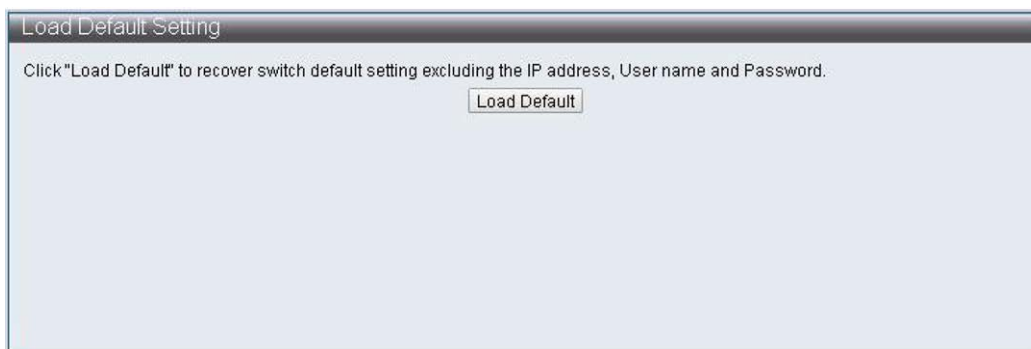 Load Default Setting
Click "Load Default" to recover switch default setting excluding the IP address, User name and Password.
Load Default